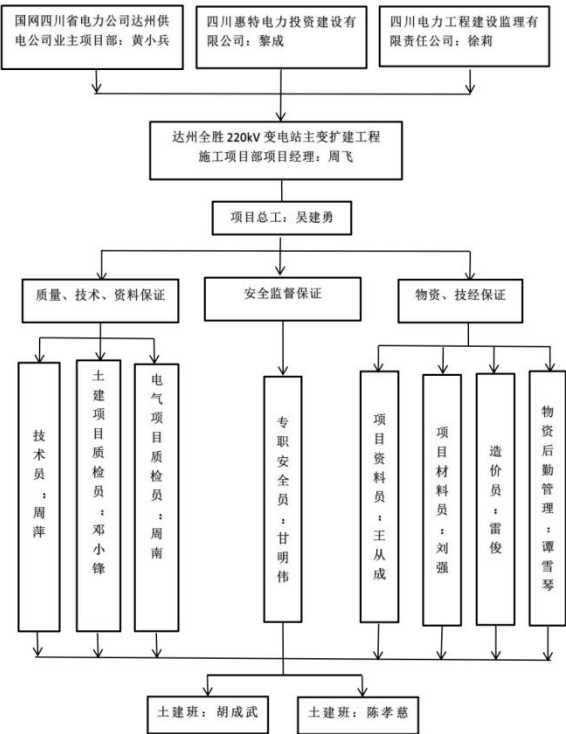 国网四川省电力公司达州供
电公司业主项目部：黄小兵
四川惠特电力投资建设有
限公司：黎成
四川电力工程建设监理有
限责任公司：徐莉
达州全胜 220kV 变电站主变扩建工程
施工项目部项目经理：周飞
项目总工：吴建勇
质量、技术、资料保证
安全监督保证
物资、技经保证
技术员：周萍
土建项目质检员：邓小锋
电气项目质检员：周南
专职安全员：甘明伟
项目资料员：王从成
项目材料员：刘强
造价员：雷俊
物资后勤管理：谭雪琴
土建班：胡成武
土建班：陈孝慈